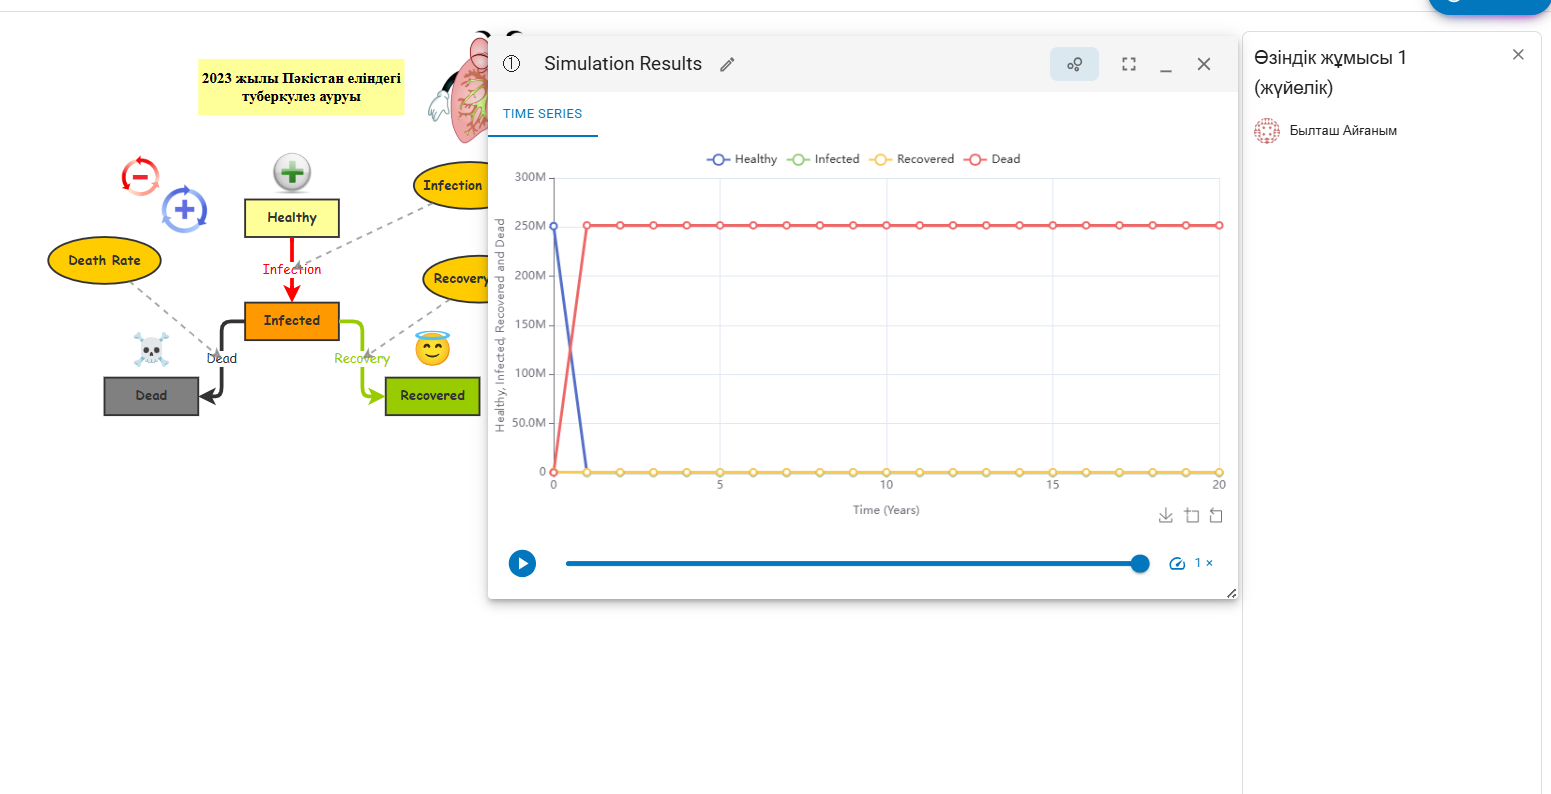 2023 жылы Пәкістан еліндегі
туберкулез ауруы
Healthy
Infection
Infection
Death Rate
Infected
Recovery
Dead
Recovery
Dead
Recovered
① Simulation Results
TIME SERIES
Healthy Infected Recovered Dead
Healthy, Infected, Recovered and Dead
300M
250M
200M
150M
100M
50.0M
0
0 5 10 15 20
Time (Years)
1 ×
Өзіндік жұмысы 1
(жүйелік)
Былташ Айғаным